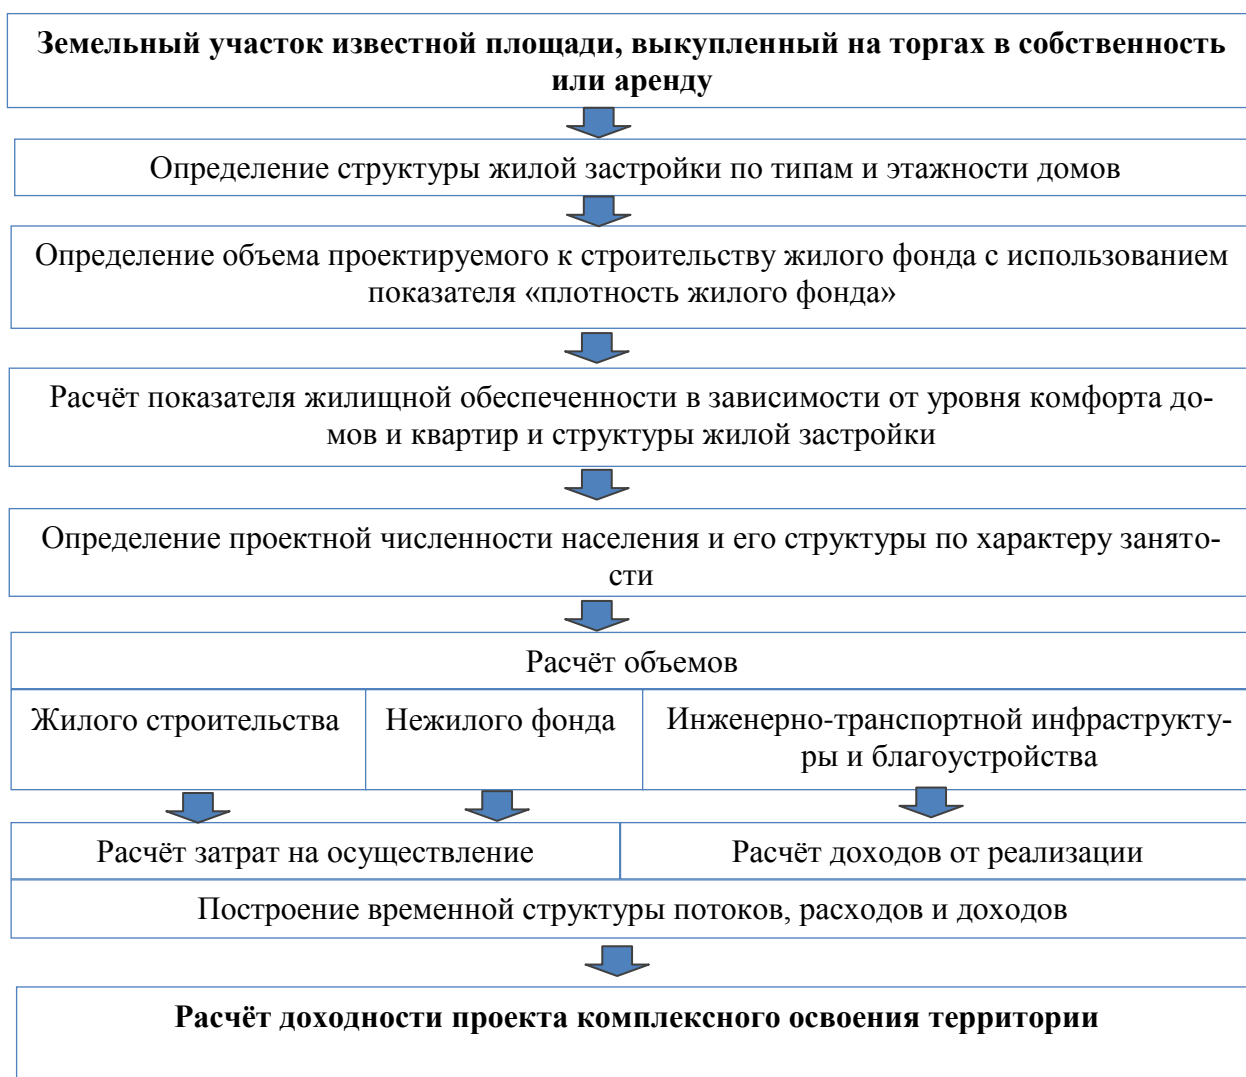 Земельный участок известной площади, выкупленный на торгах в собственность
или аренду
Определение структуры жилой застройки по типам и этажности домов
Определение объема проектируемого к строительству жилого фонда с использованием
показателя «плотность жилого фонда»
Расчёт показателя жилищной обеспеченности в зависимости от уровня комфорта до-
мов и квартир и структуры жилой застройки
Определение проектной численности населения и его структуры по характеру занято-
сти
Расчёт объемов
Жилого строительства
Нежилого фонда
Инженерно-транспортной инфраструкту-
ры и благоустройства
Расчёт затрат на осуществление
Расчёт доходов от реализации
Построение временной структуры потоков, расходов и доходов
Расчёт доходности проекта комплексного освоения территории